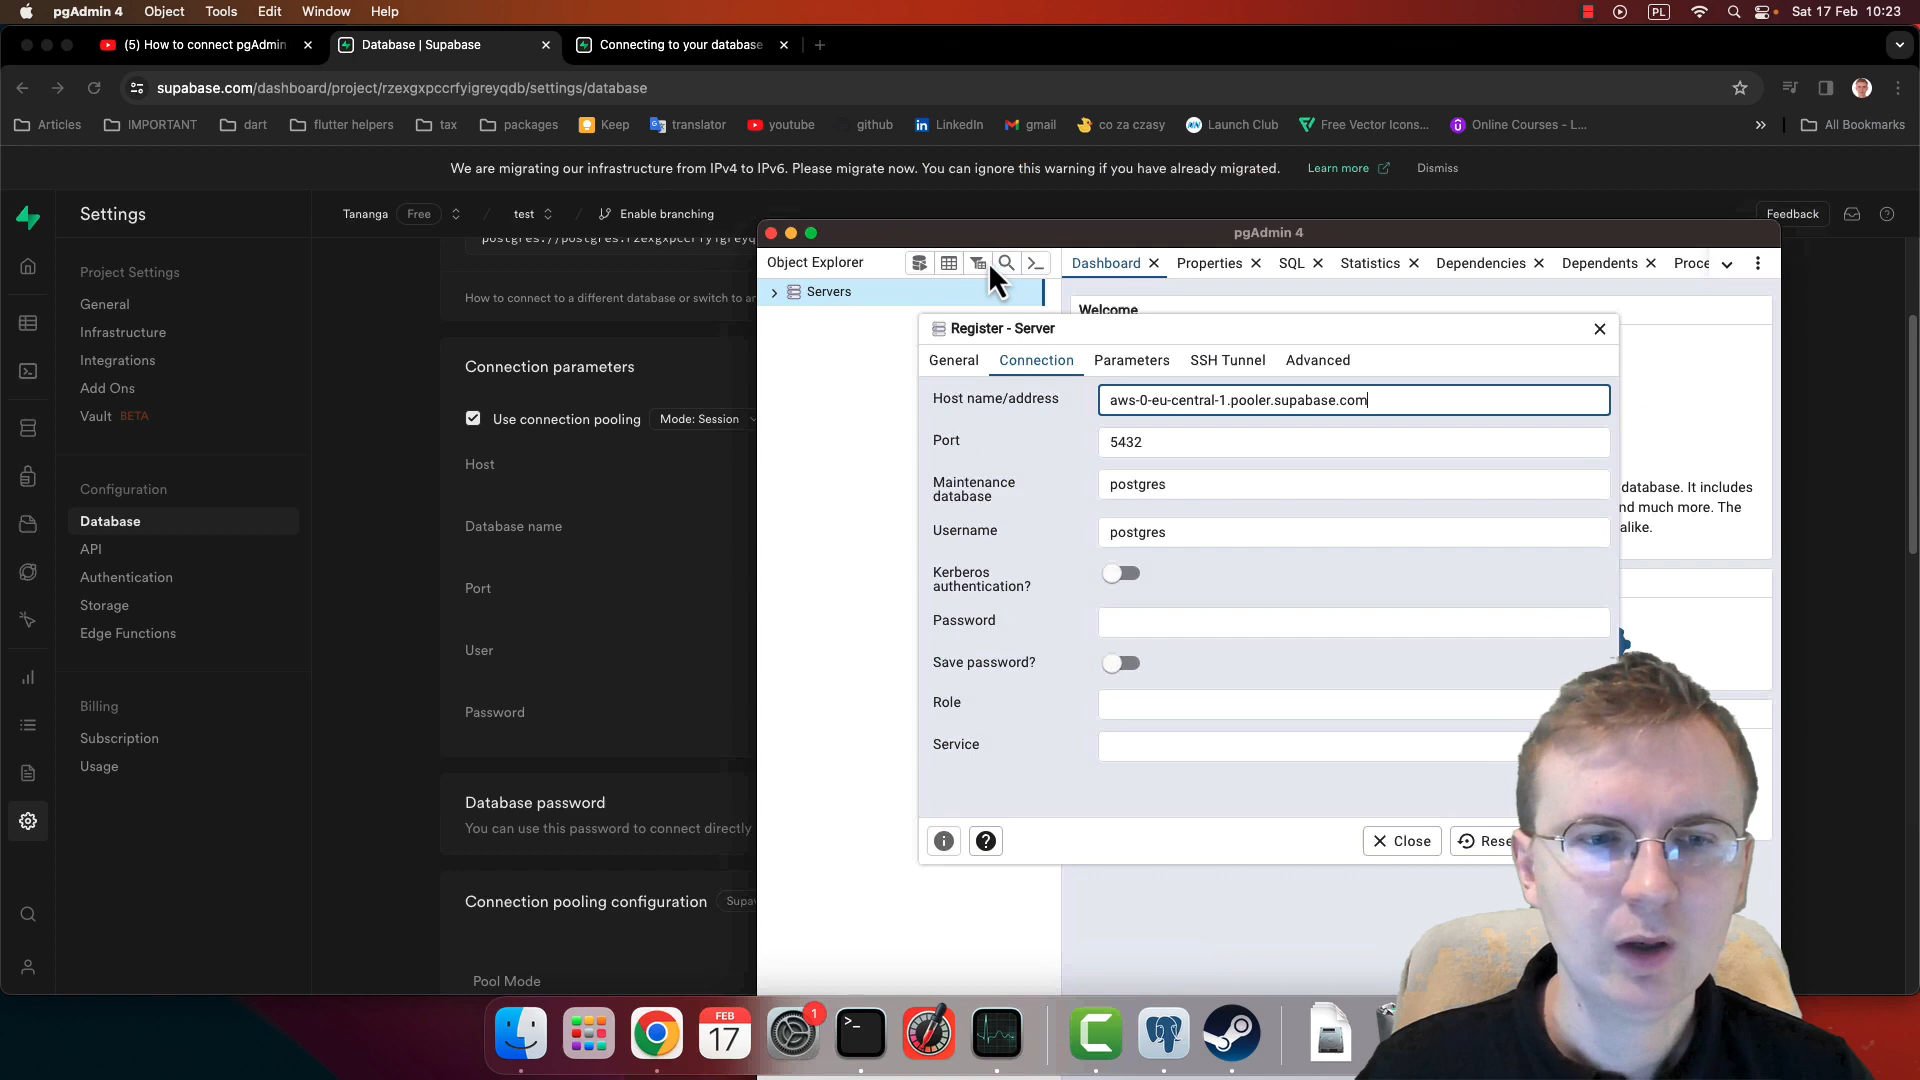 pgAdmin 4 Object Tools Edit Window Help PL Sat 17 Feb 10:23
(5) How to connect pgAdmin Database | Supabase Connecting to your database
supabase.com/dashboard/project/rzexgxpccrfyigreyqdb/settings/database
Articles IMPORTANT dart flutter helpers tax packages Keep translator youtube github LinkedIn gmail co za czasy Launch Club Free Vector Icons... Online Courses - L... All Bookmarks
We are migrating our infrastructure from IPv4 to IPv6. Please migrate now. You can ignore this warning if you have already migrated. Learn more Dismiss
Settings Tananga Free / test / Enable branching Feedback
postgres://postgres.rzexgxpccrfyigreyq
How to connect to a different database or switch to an
Project Settings
General
Infrastructure
Integrations
Add Ons
Vault BETA
Configuration
Database
API
Authentication
Storage
Edge Functions
Billing
Subscription
Usage
Connection parameters
Use connection pooling Mode: Session
Host
Database name
Port
User
Password
Database password
You can use this password to connect directly
Connection pooling configuration Supa
Pool Mode
pgAdmin 4
Object Explorer Dashboard Properties SQL Statistics Dependencies Dependents Proce
Servers
Welcome
Register - Server
General Connection Parameters SSH Tunnel Advanced
Host name/address aws-0-eu-central-1.pooler.supabase.com
Port 5432
Maintenance
database postgres
Username postgres
Kerberos
authentication?
Password
Save password?
Role
Service
Close Rese
database. It includes
nd much more. The
alike.
1
FEB
17